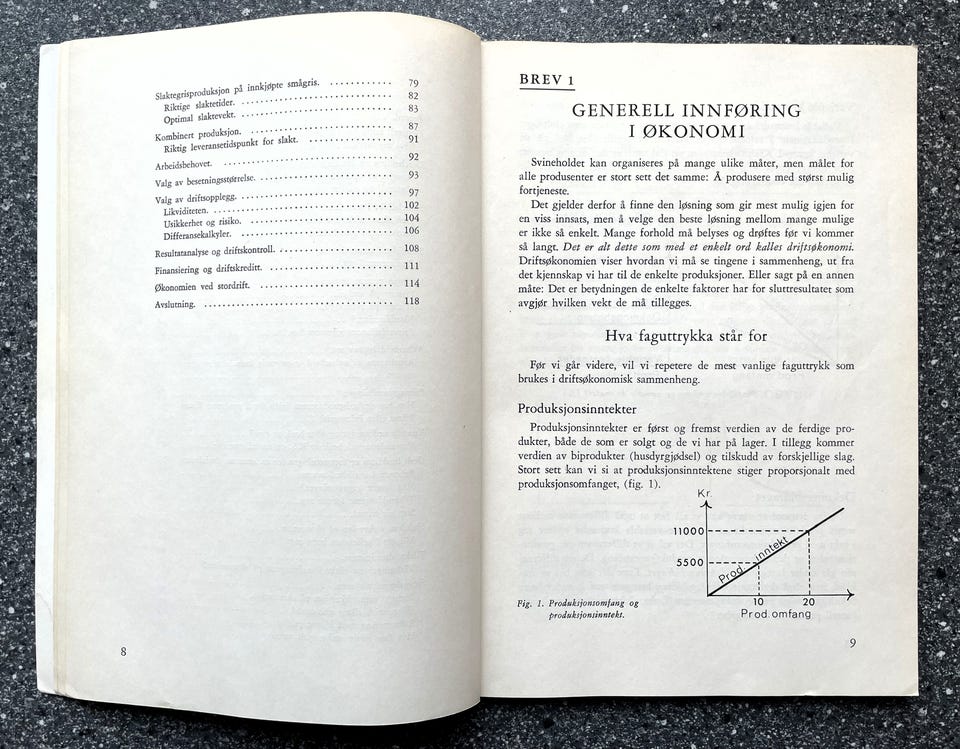 Slaktegrisproduksjon på innkjøpte smågris. ............ 79
Riktige slaktetider. ............................ 82
Optimal slaktevekt. ............................ 83
Kombinert produksjon. ............................ 87
Riktig leveransetidspunkt for slakt. ................ 91
Arbeidsbehovet. ............................ 92
Valg av besetningsstørrelse. ............................ 93
Valg av driftsopplegg. ............................ 97
Likviditeten. ............................ 102
Usikkerhet og risiko. ............................ 104
Differansekalkyler. ............................ 106
Resultatanalyse og driftskontroll. .................... 108
Finansiering og driftskreditt. ........................ 111
Økonomien ved stordrift. ........................ 114
Avslutning. ................................ 118
8
BREV 1
GENERELL INNFØRING
I ØKONOMI
Svineholdet kan organiseres på mange ulike måter, men målet for
alle produsenter er stort sett det samme: Å produsere med størst mulig
fortjeneste.
Det gjelder derfor å finne den løsning som gir mest mulig igjen for
en viss innsats, men å velge den beste løsning mellom mange mulige
er ikke så enkelt. Mange forhold må belyses og drøftes før vi kommer
så langt. Det er alt dette som med et enkelt ord kalles driftsøkonomi.
Driftsøkonomien viser hvordan vi må se tingene i sammenheng, ut fra
det kjennskap vi har til de enkelte produksjoner. Eller sagt på en annen
måte: Det er betydningen de enkelte faktorer har for sluttresultatet som
avgjør hvilken vekt de må tillegges.
Hva faguttrykka står for
Før vi går videre, vil vi repetere de mest vanlige faguttrykk som
brukes i driftsøkonomisk sammenheng.
Produksjonsinntekter
Produksjonsinntekter er først og fremst verdien av de ferdige pro-
dukter, både de som er solgt og de vi har på lager. I tillegg kommer
verdien av biprodukter (husdyrgjødsel) og tilskudd av forskjellige slag.
Stort sett kan vi si at produksjonsinntektene stiger proporsjonalt med
produksjonsomfanget, (fig. 1).
Kr.
11000
5500
Prod. inntekt
10 20
Prod. omfang
Fig. 1. Produksjonsomfang og
produksjonsinntekt.
9